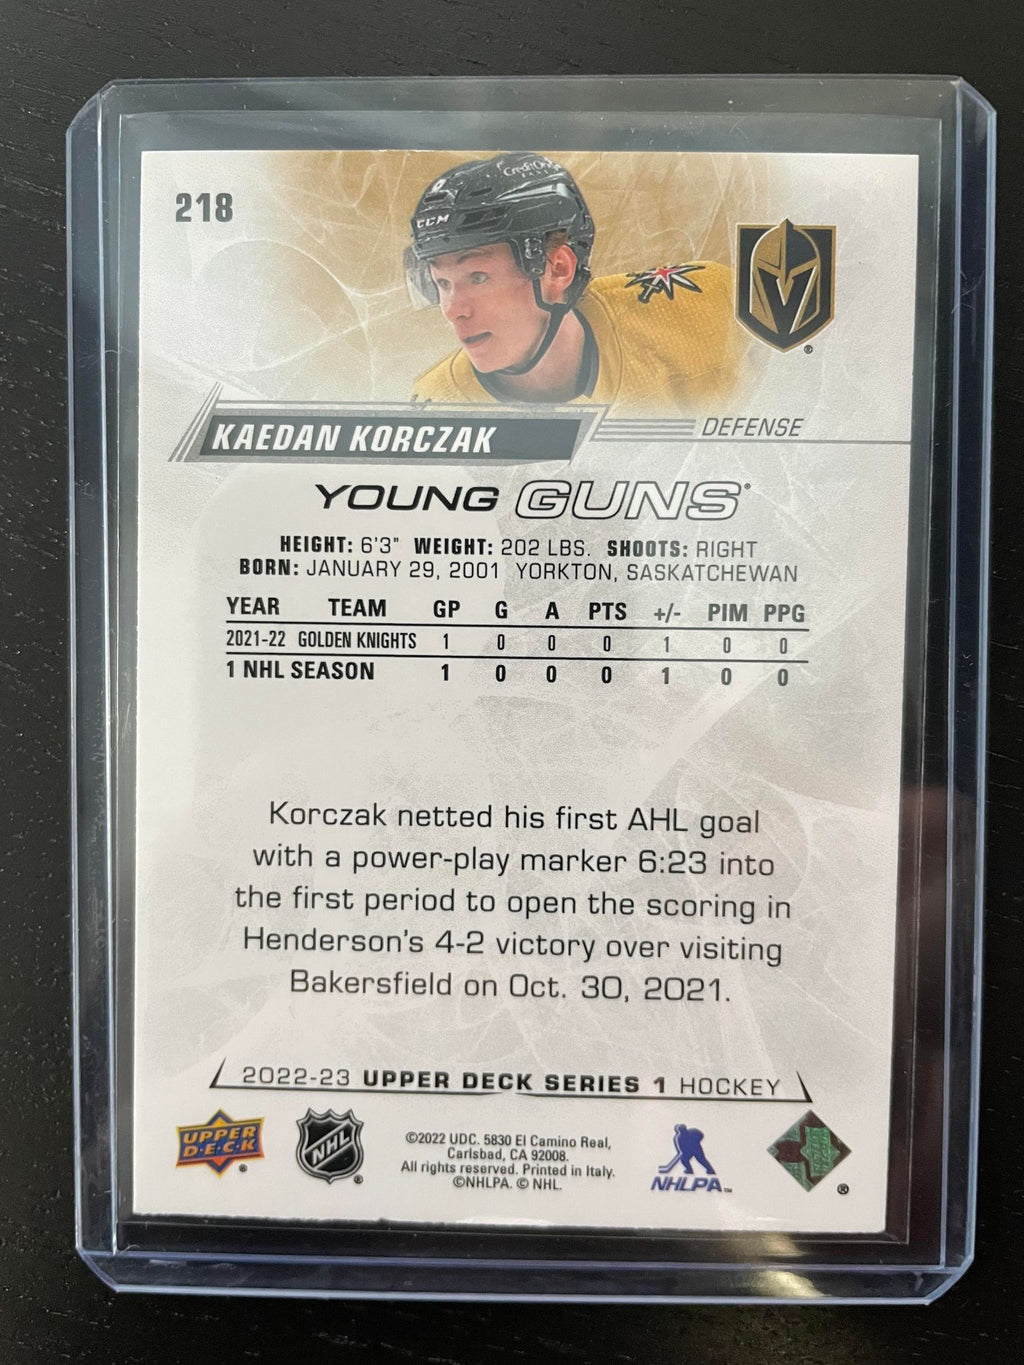 218
CreditOne
CCM
KAEDAN KORCZAK
DEFENSE
YOUNG GUNS®
HEIGHT: 6'3" WEIGHT: 202 LBS. SHOOTS: RIGHT
BORN: JANUARY 29, 2001 YORKTON, SASKATCHEWAN
YEAR TEAM GP G A PTS +/- PIM PPG
2021-22 GOLDEN KNIGHTS 1 0 0 0 1 0 0
1 NHL SEASON 1 0 0 0 1 0 0
Korczak netted his first AHL goal
with a power-play marker 6:23 into
the first period to open the scoring in
Henderson's 4-2 victory over visiting
Bakersfield on Oct. 30, 2021.
2022-23 UPPER DECK SERIES 1 HOCKEY
UPPER
D·E·C·K
®
NHL
®
©2022 UDC. 5830 El Camino Real,
Carlsbad, CA 92008.
All rights reserved. Printed in Italy.
©NHLPA. © NHL.
NHLPA™
®